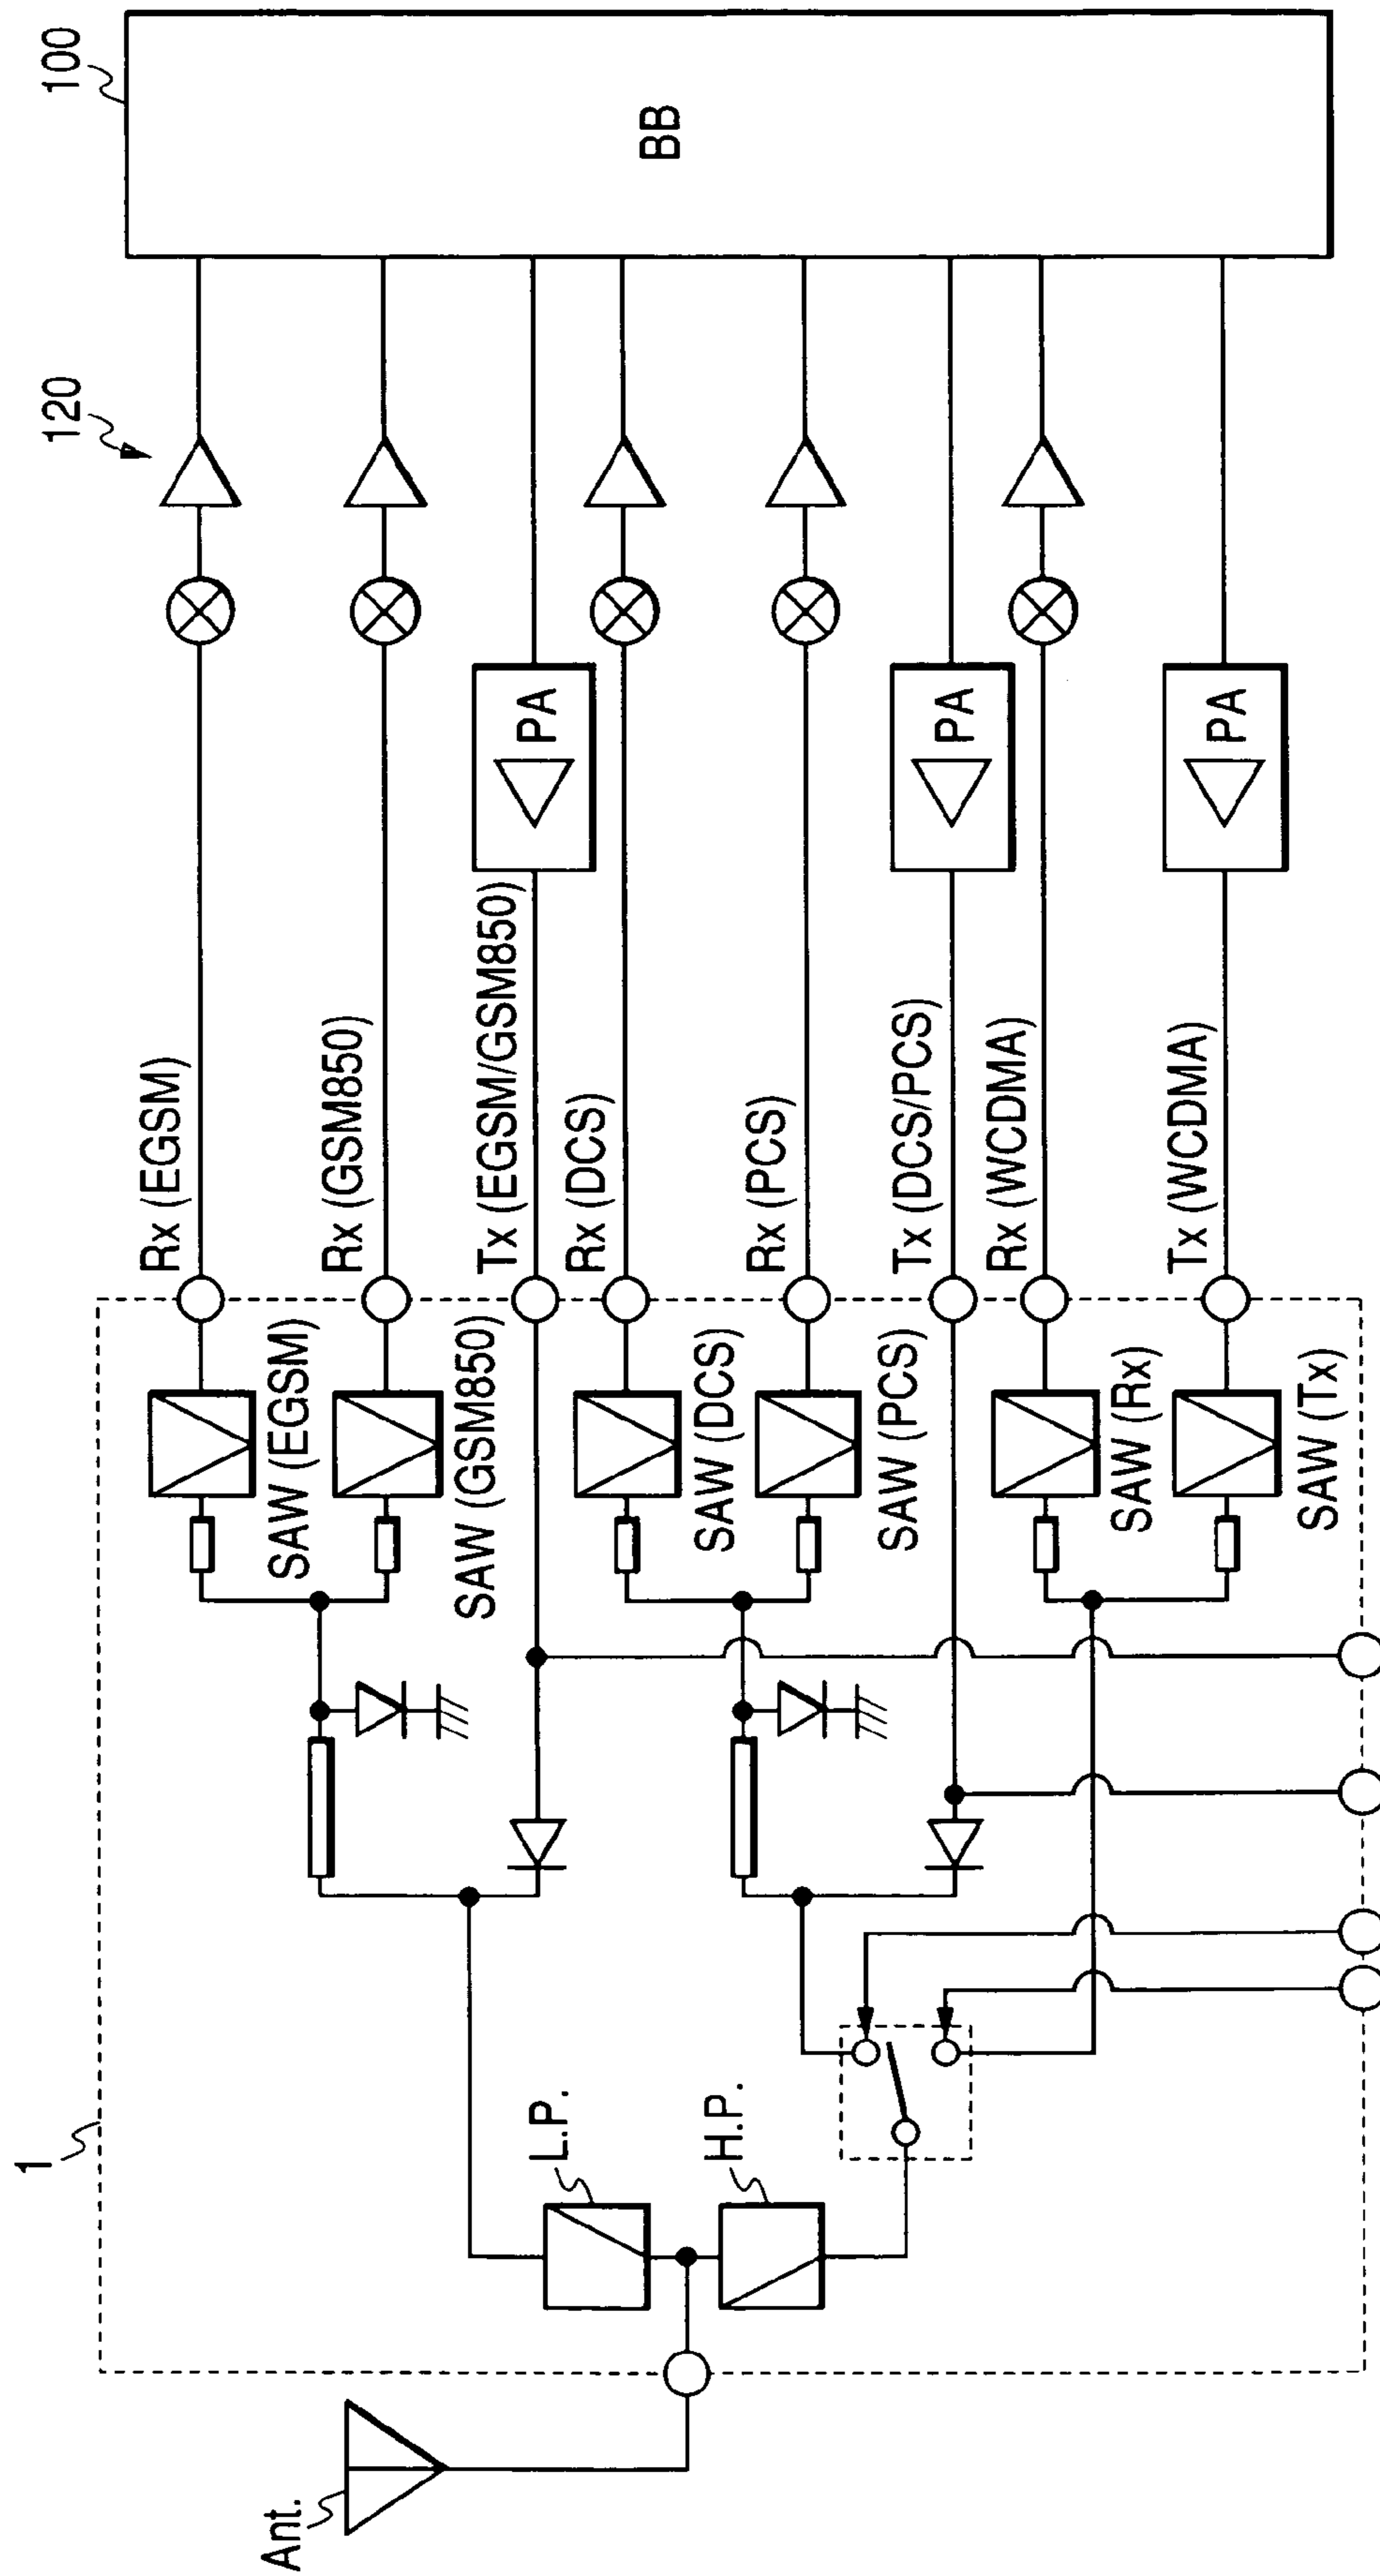 1
120
100
Ant.
L.P.
H.P.
SAW (EGSM)
SAW (GSM850)
SAW (DCS)
SAW (PCS)
SAW (Rx)
SAW (Tx)
Rx (EGSM)
Rx (GSM850)
Tx (EGSM/GSM850)
Rx (DCS)
Rx (PCS)
Tx (DCS/PCS)
Rx (WCDMA)
Tx (WCDMA)
PA
PA
PA
BB